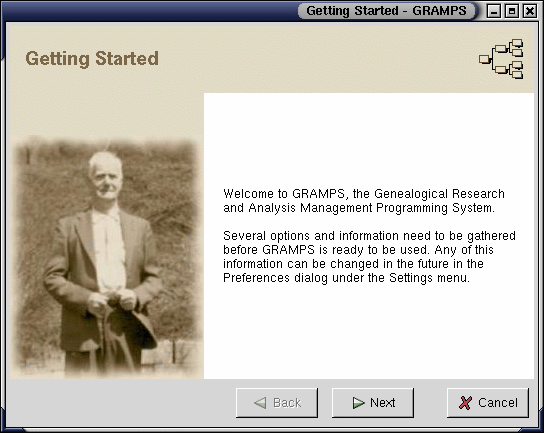 Getting Started - GRAMPS
Getting Started
Welcome to GRAMPS, the Genealogical Research
and Analysis Management Programming System.
Several options and information need to be gathered
before GRAMPS is ready to be used. Any of this
information can be changed in the future in the
Preferences dialog under the Settings menu.
Back
Next
Cancel